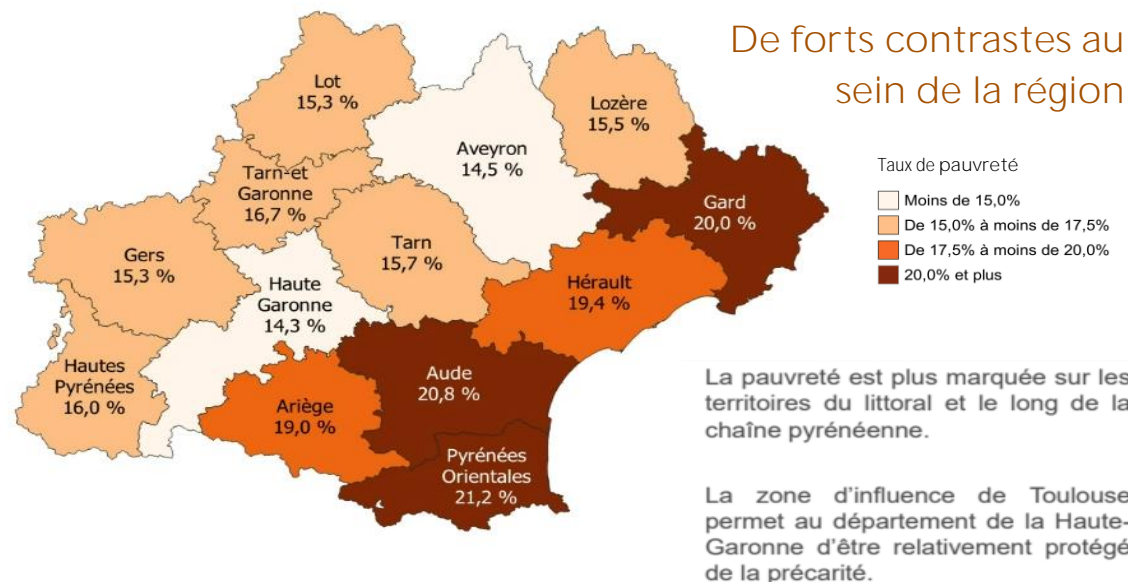 De forts contrastes au
sein de la région
Lot
15,3 %
Lozère
15,5 %
Aveyron
14,5 %
Tarn-et
Garonne
16,7 %
Gard
20,0 %
Gers
15,3 %
Tarn
15,7 %
Haute
Garonne
14,3 %
Hérault
19,4 %
Hautes
Pyrénées
16,0 %
Ariège
19,0 %
Aude
20,8 %
Pyrénées
Orientales
21,2 %
Taux de pauvreté
Moins de 15,0%
De 15,0% à moins de 17,5%
De 17,5% à moins de 20,0%
20,0% et plus
La pauvreté est plus marquée sur les
territoires du littoral et le long de la
chaîne pyrénéenne.
La zone d'influence de Toulouse
permet au département de la Haute-
Garonne d'être relativement protégé
de la précarité.